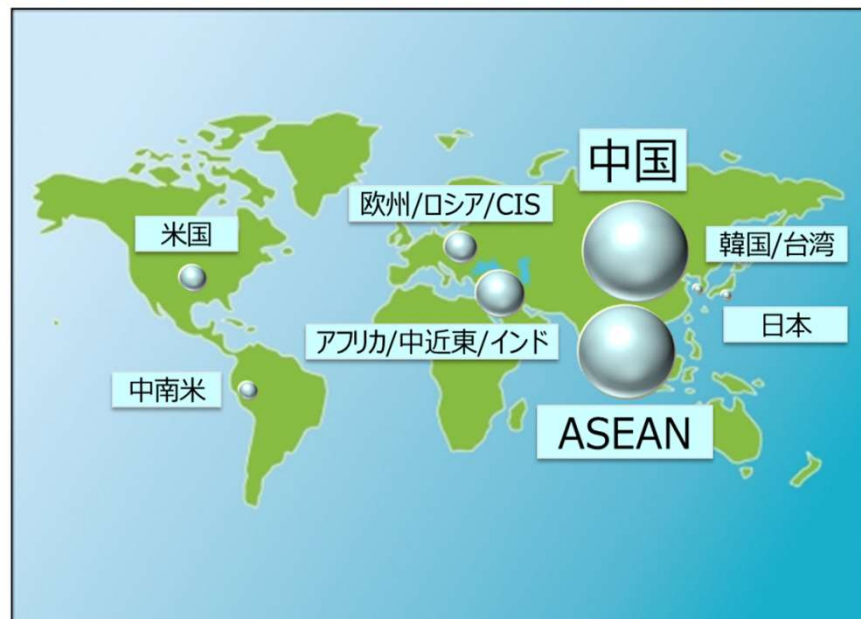 中国
欧州/ロシア/CIS
米国
韓国/台湾
日本
アフリカ/中近東/インド
中南米
ASEAN